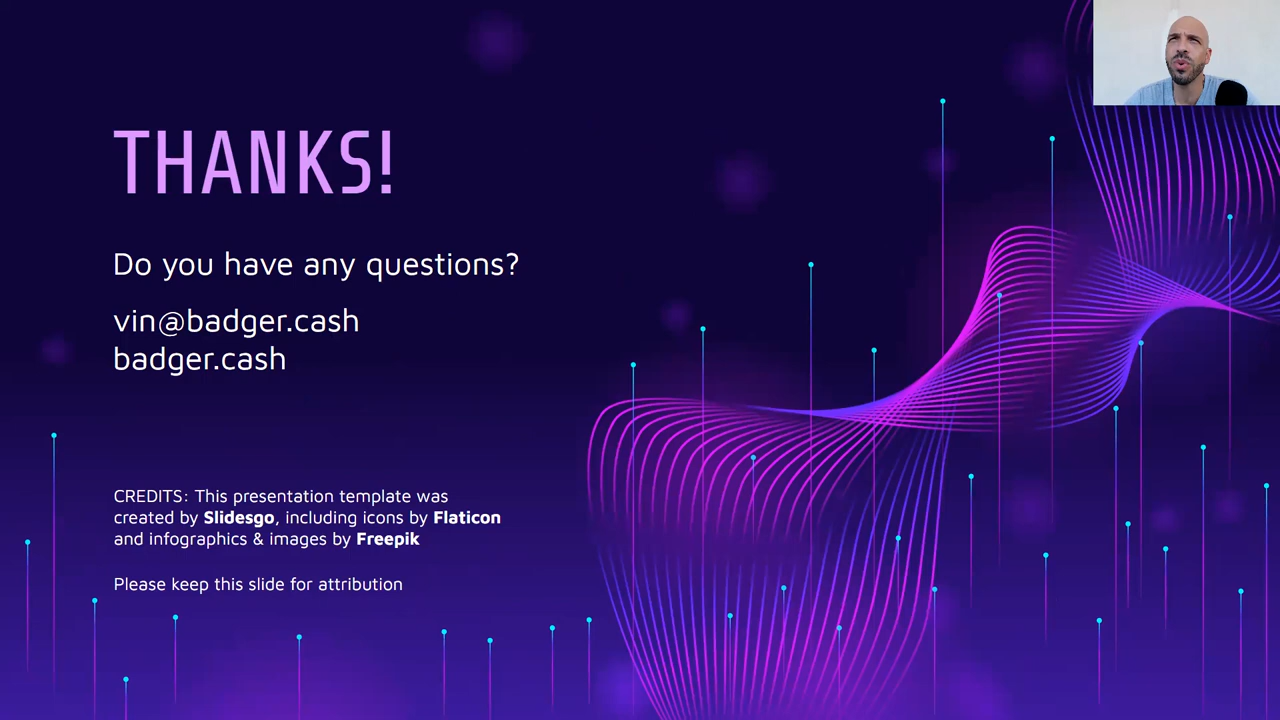 THANKS!
Do you have any questions?
vin@badger.cash
badger.cash
CREDITS: This presentation template was
created by Slidesgo, including icons by Flaticon
and infographics & images by Freepik
Please keep this slide for attribution